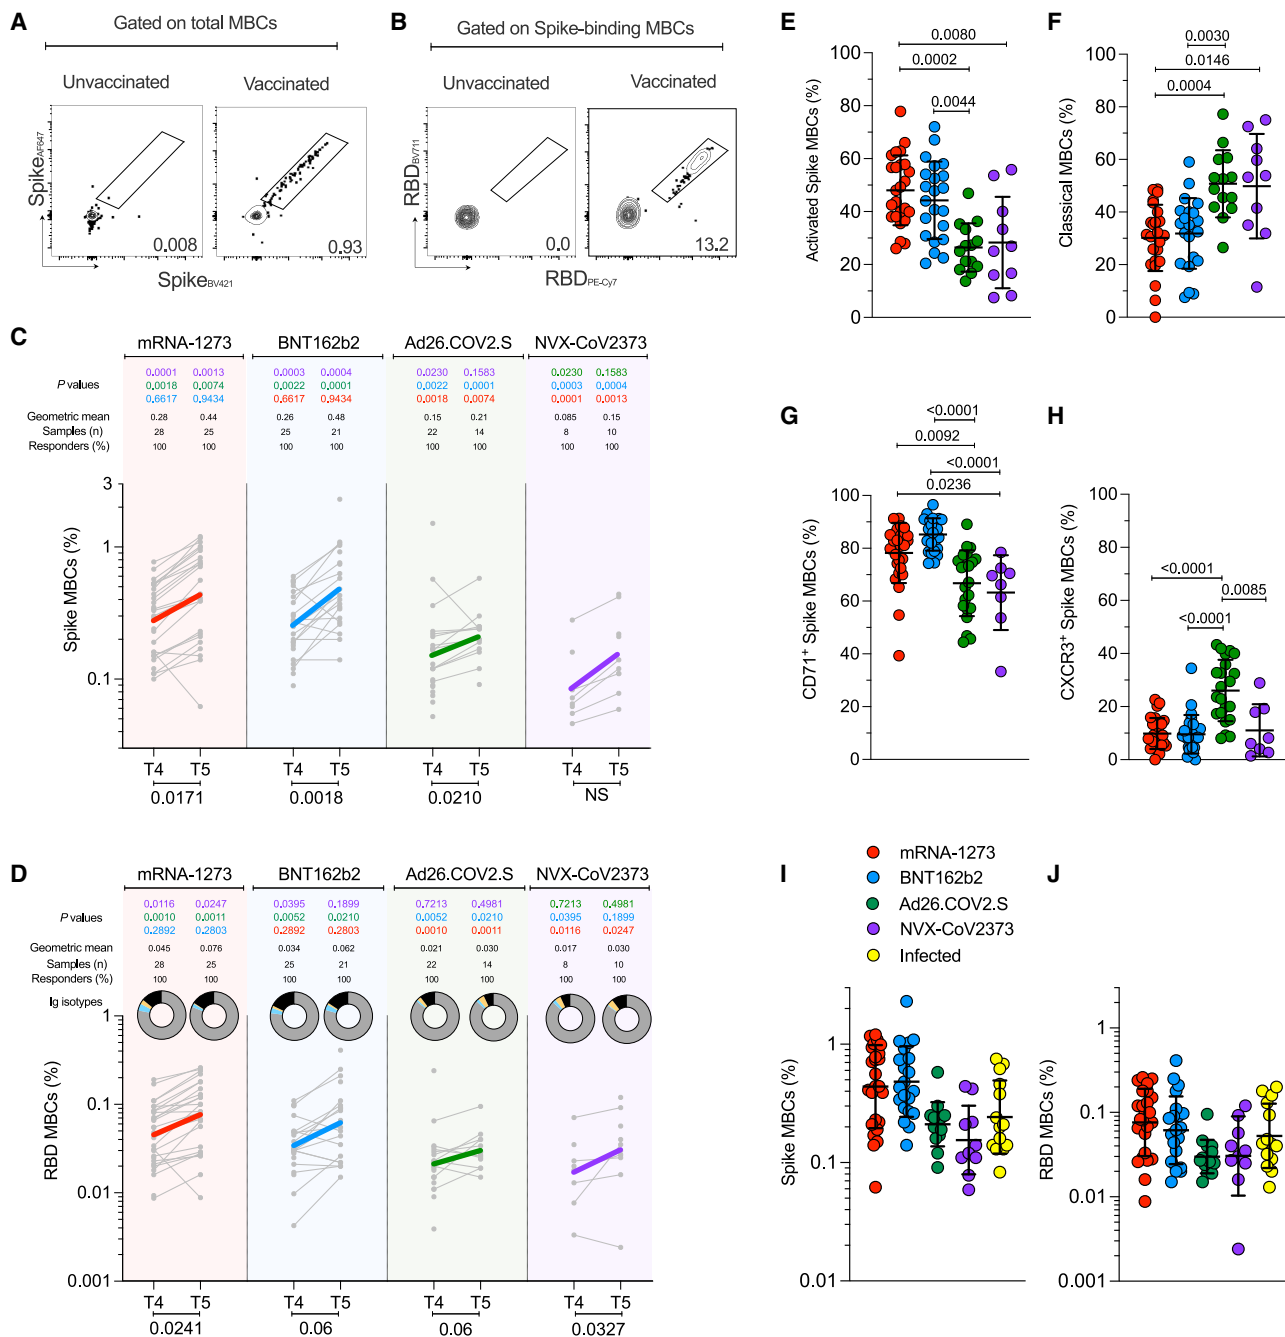 A
Gated on total MBCs
Unvaccinated
Vaccinated
Spike AF647
0.008
0.93
Spike BV421
B
Gated on Spike-binding MBCs
Unvaccinated
Vaccinated
RBD BV711
0.0
13.2
RBD PE-Cy7
C
mRNA-1273 BNT162b2 Ad26.COV2.S NVX-CoV2373
0.0001 0.0013 0.0003 0.0004 0.0230 0.1583 0.0230 0.1583
P values 0.0018 0.0074 0.0022 0.0001 0.0022 0.0001 0.0003 0.0004
0.6617 0.9434 0.6617 0.9434 0.0018 0.0074 0.0001 0.0013
Geometric mean 0.28 0.44 0.26 0.48 0.15 0.21 0.085 0.15
Samples (n) 28 25 25 21 22 14 8 10
Responders (%) 100 100 100 100 100 100 100 100
Spike MBCs (%)
3
1
0.1
T4 T5 T4 T5 T4 T5 T4 T5
0.0171 0.0018 0.0210 NS
D
mRNA-1273 BNT162b2 Ad26.COV2.S NVX-CoV2373
0.0116 0.0247 0.0395 0.1899 0.7213 0.4981 0.7213 0.4981
P values 0.0010 0.0011 0.0052 0.0210 0.0052 0.0210 0.0395 0.1899
0.2892 0.2803 0.2892 0.2803 0.0010 0.0011 0.0116 0.0247
Geometric mean 0.045 0.076 0.034 0.062 0.021 0.030 0.017 0.030
Samples (n) 28 25 25 21 22 14 8 10
Responders (%) 100 100 100 100 100 100 100 100
Ig isotypes
RBD MBCs (%)
1
0.1
0.01
0.001
T4 T5 T4 T5 T4 T5 T4 T5
0.0241 0.06 0.06 0.0327
E
0.0080
0.0002
0.0044
Activated Spike MBCs (%)
100
80
60
40
20
0
F
0.0030
0.0146
0.0004
Classical MBCs (%)
100
80
60
40
20
0
G
<0.0001
0.0092
<0.0001
0.0236
CD71+ Spike MBCs (%)
100
80
60
40
20
0
H
<0.0001
0.0085
<0.0001
CXCR3+ Spike MBCs (%)
100
80
60
40
20
0
mRNA-1273
BNT162b2
Ad26.COV2.S
NVX-CoV2373
Infected
I
Spike MBCs (%)
1
0.1
0.01
J
RBD MBCs (%)
1
0.1
0.01
0.001